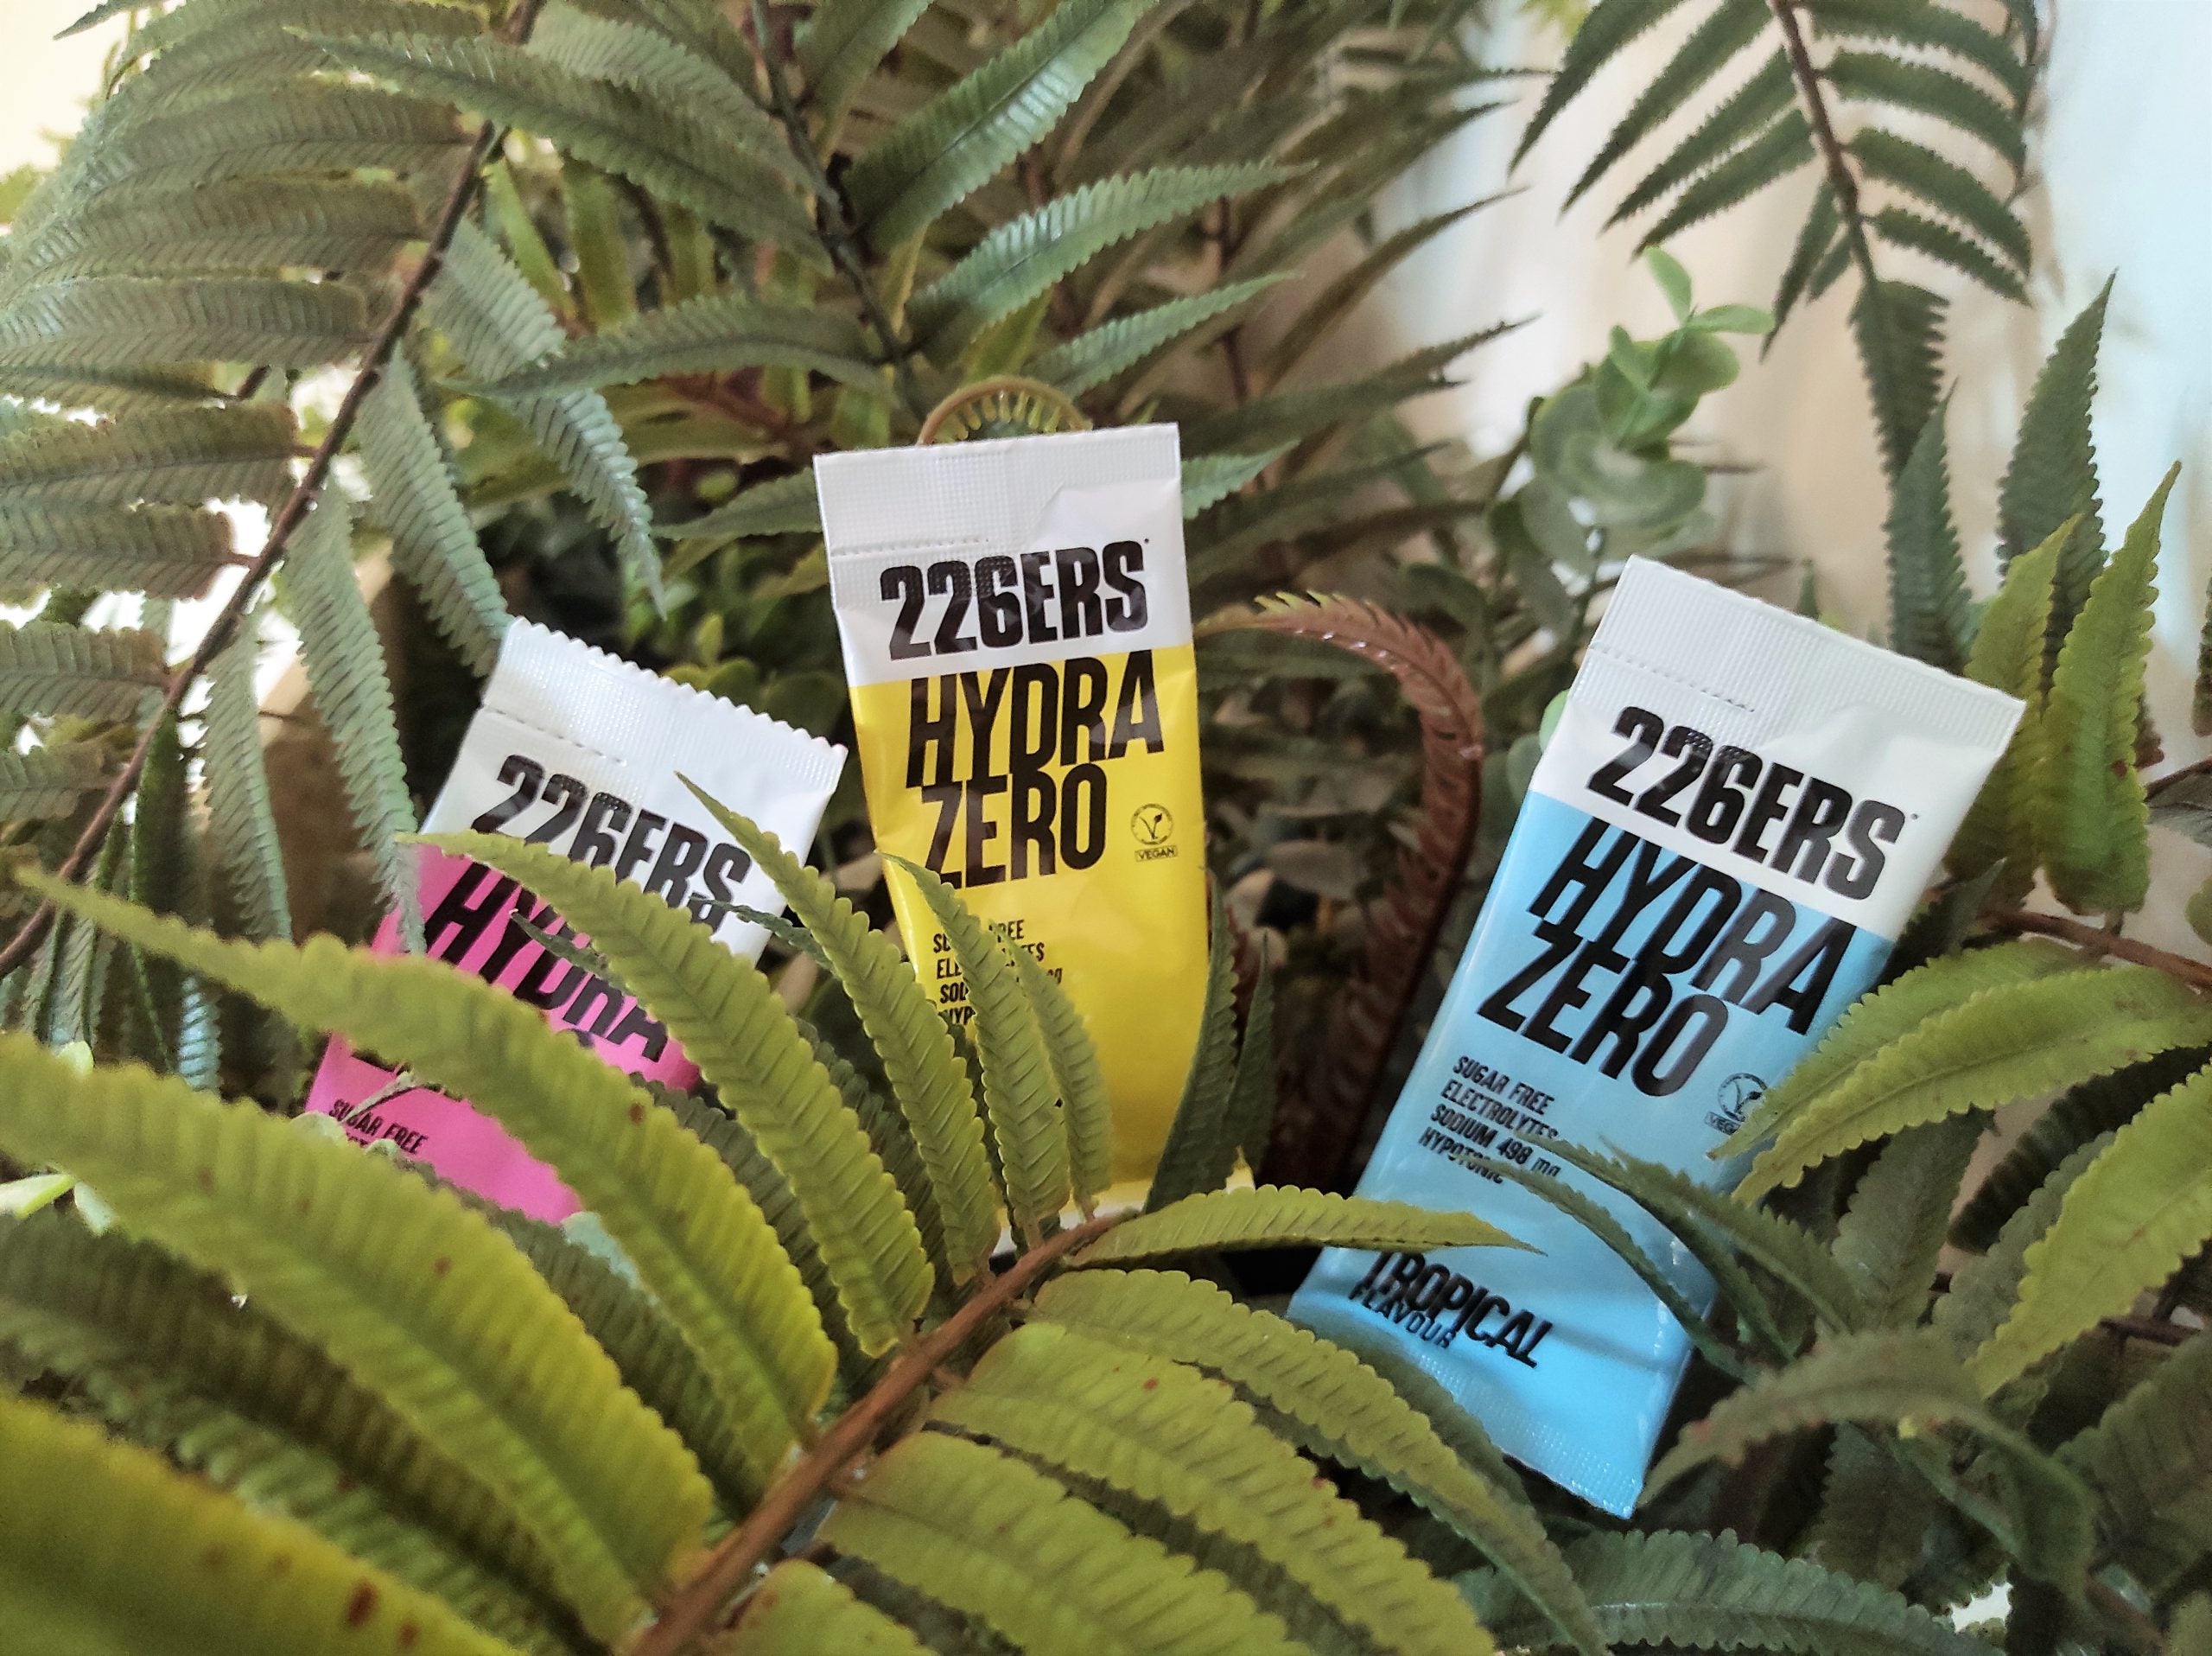 226ERS
HYDRA
SUGAR FREE
226ERS
HYDRA
ZERO
VEGAN
226ERS
HYDRA
ZERO
SUGAR FREE
ELECTROLYTES
SODIUM 498 mg
HYPOTONIC
VEGAN
TROPICAL
FLAVOUR